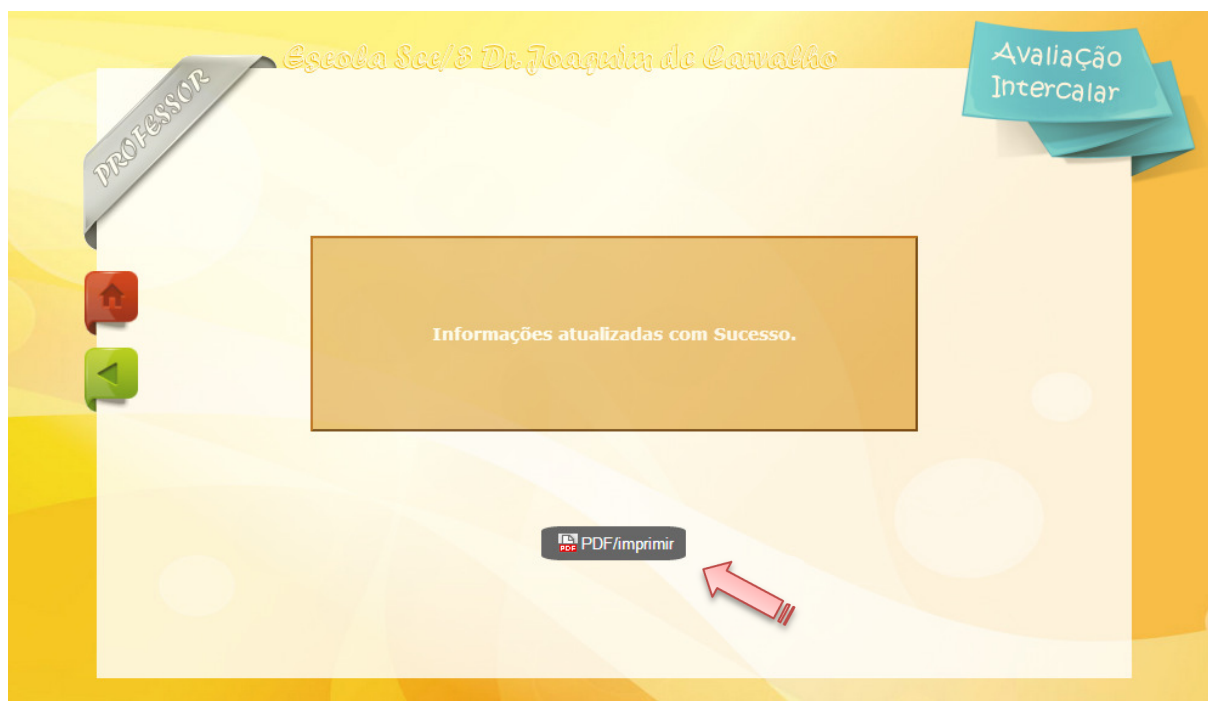 Escola Sec/3 Dr. Joaquim de Carvalho
Avaliação
Intercalar
PROFESSOR
Informações atualizadas com Sucesso.
PDF PDF/imprimir